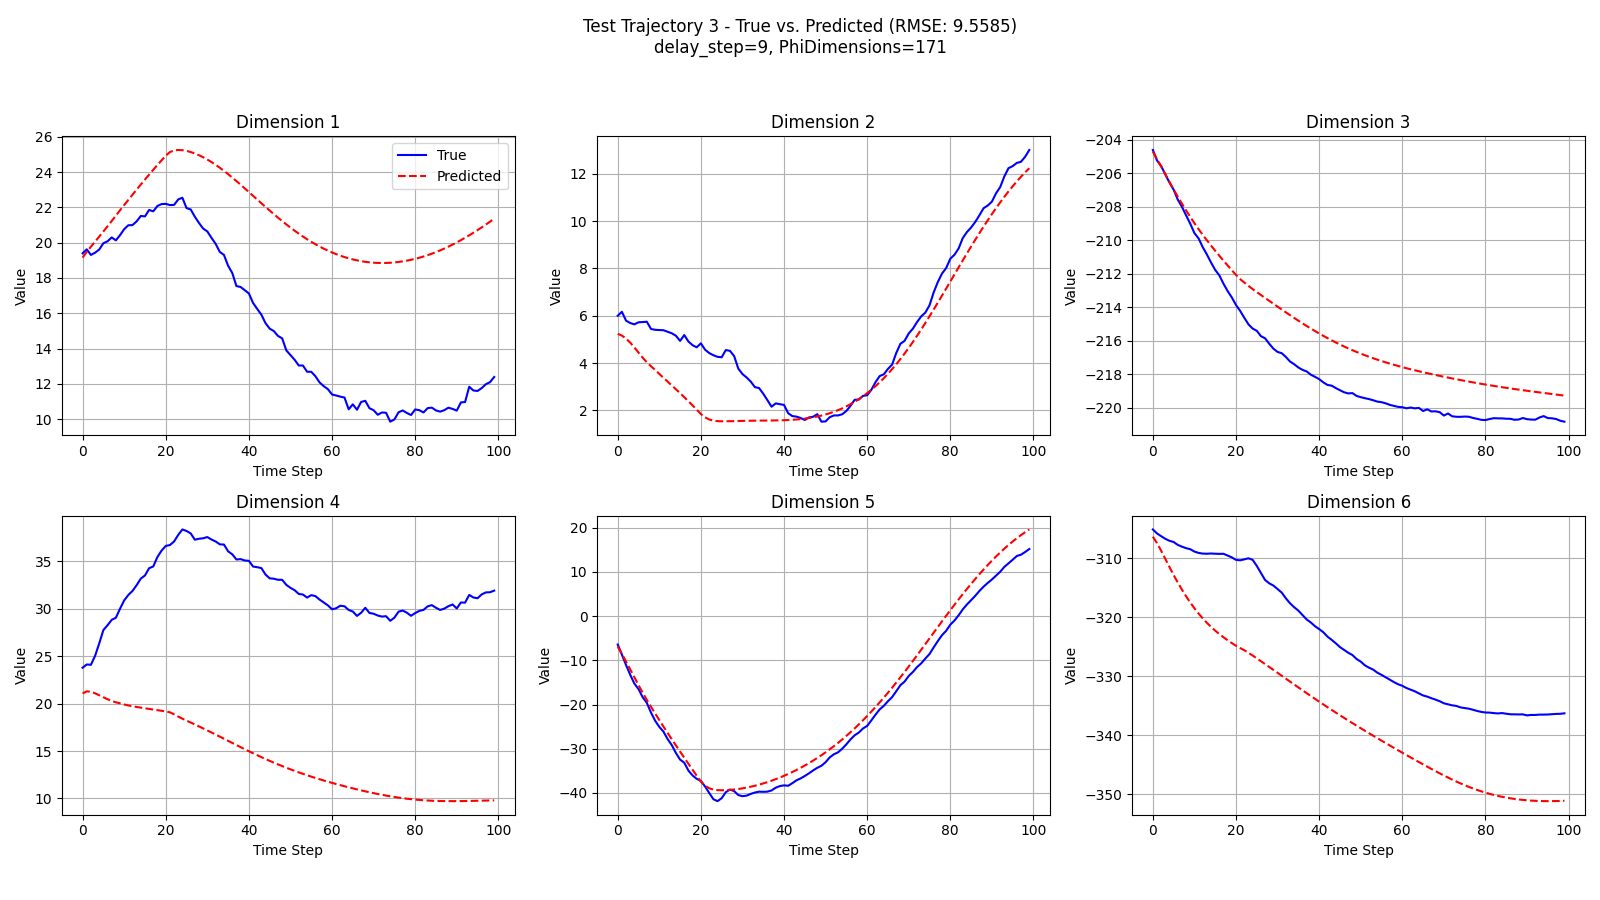 Test Trajectory 3 - True vs. Predicted (RMSE: 9.5585)
delay_step=9, PhiDimensions=171
Dimension 1
26
24
22
20
18
16
14
12
10
Value
True
Predicted
0 20 40 60 80 100
Time Step
Dimension 2
12
10
8
6
4
2
Value
0 20 40 60 80 100
Time Step
Dimension 3
−204
−206
−208
−210
−212
−214
−216
−218
−220
Value
0 20 40 60 80 100
Time Step
Dimension 4
35
30
25
20
15
10
Value
0 20 40 60 80 100
Time Step
Dimension 5
20
10
0
−10
−20
−30
−40
Value
0 20 40 60 80 100
Time Step
Dimension 6
−310
−320
−330
−340
−350
Value
0 20 40 60 80 100
Time Step